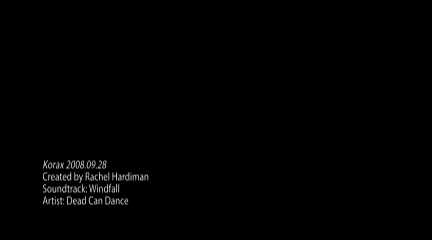 Korax 2008.09.28
Created by Rachel Hardiman
Soundtrack: Windfall
Artist: Dead Can Dance